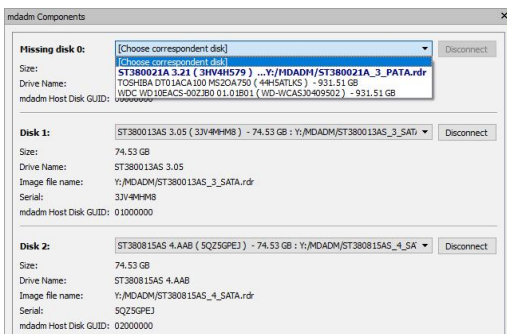 mdadm Components
Missing disk 0: [Choose correspondent disk] Disconnect
[Choose correspondent disk]
ST380021A 3.21 ( 3HV4H579 ) ...Y:/MDADM/ST380021A_3_PATA.rdr
TOSHIBA DT01ACA100 MS2OA750 ( 44H5ATLKS ) - 931.51 GB
WDC WD10EACS-00ZJB0 01.01B01 ( WD-WCASJ0409502 ) - 931.51 GB
Size:
Drive Name:
mdadm Host Disk GUID: 00000000
Disk 1: ST380013AS 3.05 ( 3JV4MHM8 ) - 74.53 GB : Y:/MDADM/ST380013AS_3_SATA Disconnect
Size: 74.53 GB
Drive Name: ST380013AS 3.05
Image file name: Y:/MDADM/ST380013AS_3_SATA.rdr
Serial: 3JV4MHM8
mdadm Host Disk GUID: 01000000
Disk 2: ST380815AS 4.AAB ( 5QZ5GPEJ ) - 74.53 GB : Y:/MDADM/ST380815AS_4_SA Disconnect
Size: 74.53 GB
Drive Name: ST380815AS 4.AAB
Image file name: Y:/MDADM/ST380815AS_4_SATA.rdr
Serial: 5QZ5GPEJ
mdadm Host Disk GUID: 02000000